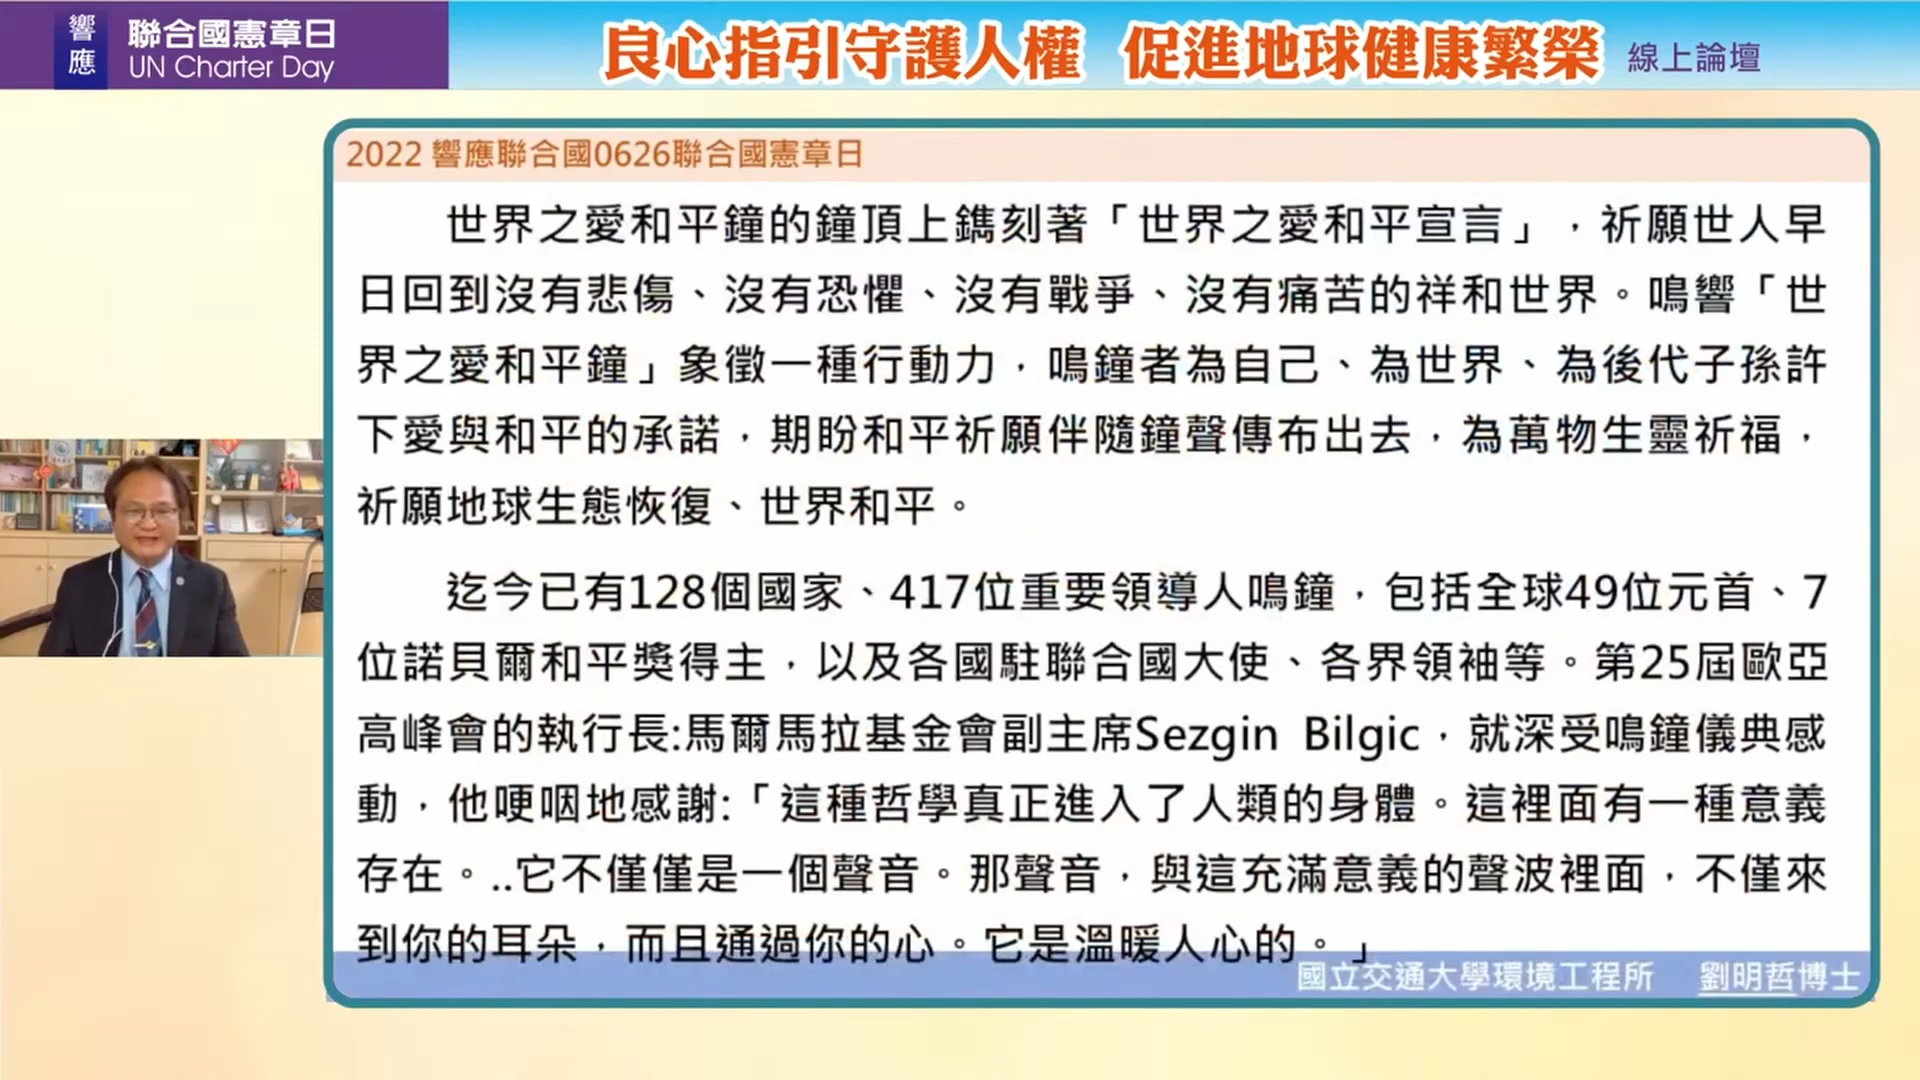 響應
聯合國憲章日
UN Charter Day
良心指引守護人權 促進地球健康繁榮 線上論壇
2022 響應聯合國0626聯合國憲章日
世界之愛和平鐘的鐘頂上鐫刻著「世界之愛和平宣言」，祈願世人早
日回到沒有悲傷、沒有恐懼、沒有戰爭、沒有痛苦的祥和世界。鳴響「世
界之愛和平鐘」象徵一種行動力，鳴鐘者為自己、為世界、為後代子孫許
下愛與和平的承諾，期盼和平祈願伴隨鐘聲傳布出去，為萬物生靈祈福，
祈願地球生態恢復、世界和平。
迄今已有128個國家、417位重要領導人鳴鐘，包括全球49位元首、7
位諾貝爾和平獎得主，以及各國駐聯合國大使、各界領袖等。第25屆歐亞
高峰會的執行長:馬爾馬拉基金會副主席Sezgin Bilgic，就深受鳴鐘儀典感
動，他哽咽地感謝:「這種哲學真正進入了人類的身體。這裡面有一種意義
存在。..它不僅僅是一個聲音。那聲音，與這充滿意義的聲波裡面，不僅來
到你的耳朵，而且通過你的心。它是溫暖人心的。」
國立交通大學環境工程所 劉明哲博士